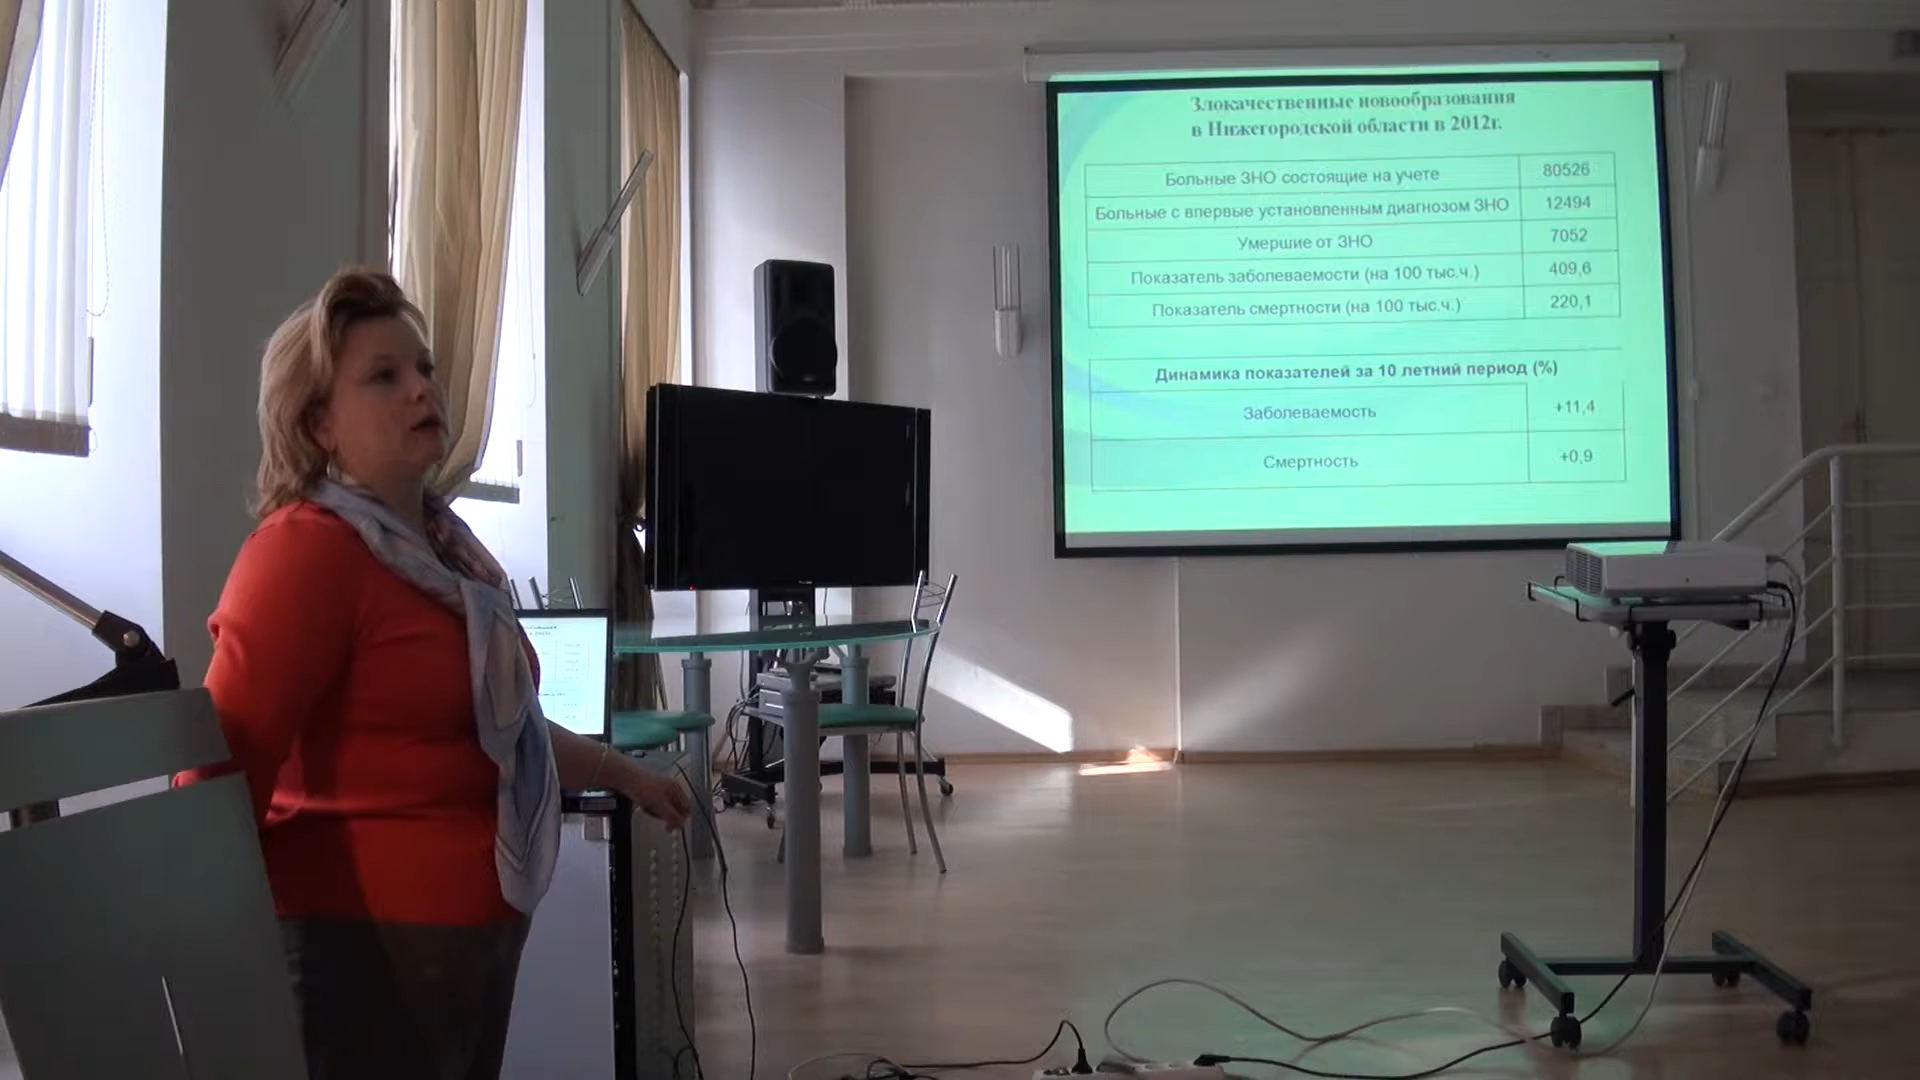 Злокачественные новообразования
в Нижегородской области в 2012г.
Больные ЗНО состоящие на учете 80526
Больные с впервые установленным диагнозом ЗНО 12494
Умершие от ЗНО 7052
Показатель заболеваемости (на 100 тыс.ч.) 409,6
Показатель смертности (на 100 тыс.ч.) 220,1
Динамика показателей за 10 летний период (%)
Заболеваемость +11,4
Смертность +0,9